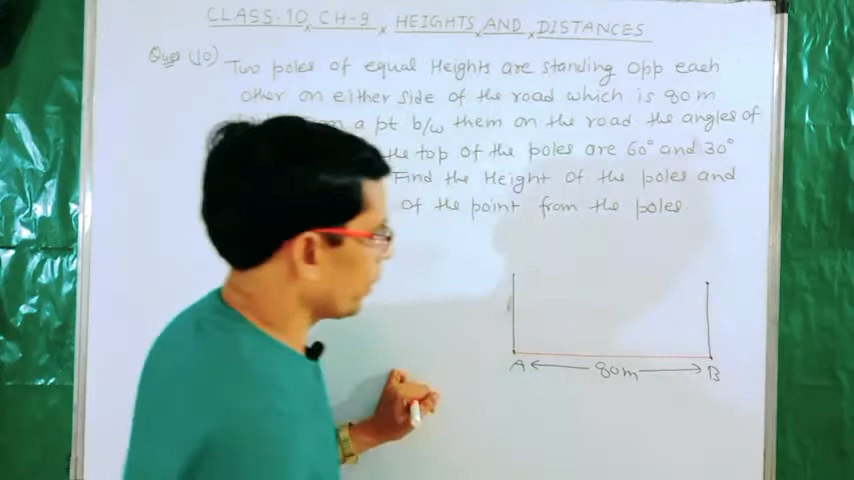 CLASS-10 CH-9 HEIGHTS AND DISTANCES
Ques (10) Two poles of equal Heights are standing opp each
other on either side of the road which is 80 m
a pt b/w them on the road the angles of
the top of the poles are 60° and 30°
Find the Height of the poles and
of the point from the poles.
A 80m B